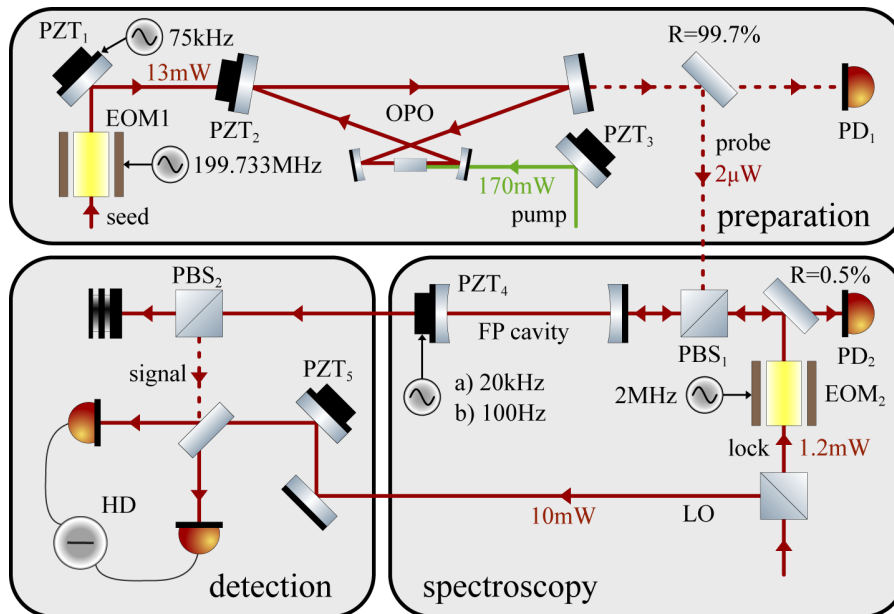 PZT₁
75kHz
13mW
R=99.7%
EOM1
PZT₂
OPO
PZT₃
PD₁
199.733MHz
probe
2μW
170mW
seed
pump
preparation
PBS₂
PZT₄
R=0.5%
FP cavity
PBS₁
PD₂
signal
PZT₅
a) 20kHz
b) 100Hz
2MHz
EOM₂
lock
1.2mW
HD
10mW
LO
detection
spectroscopy